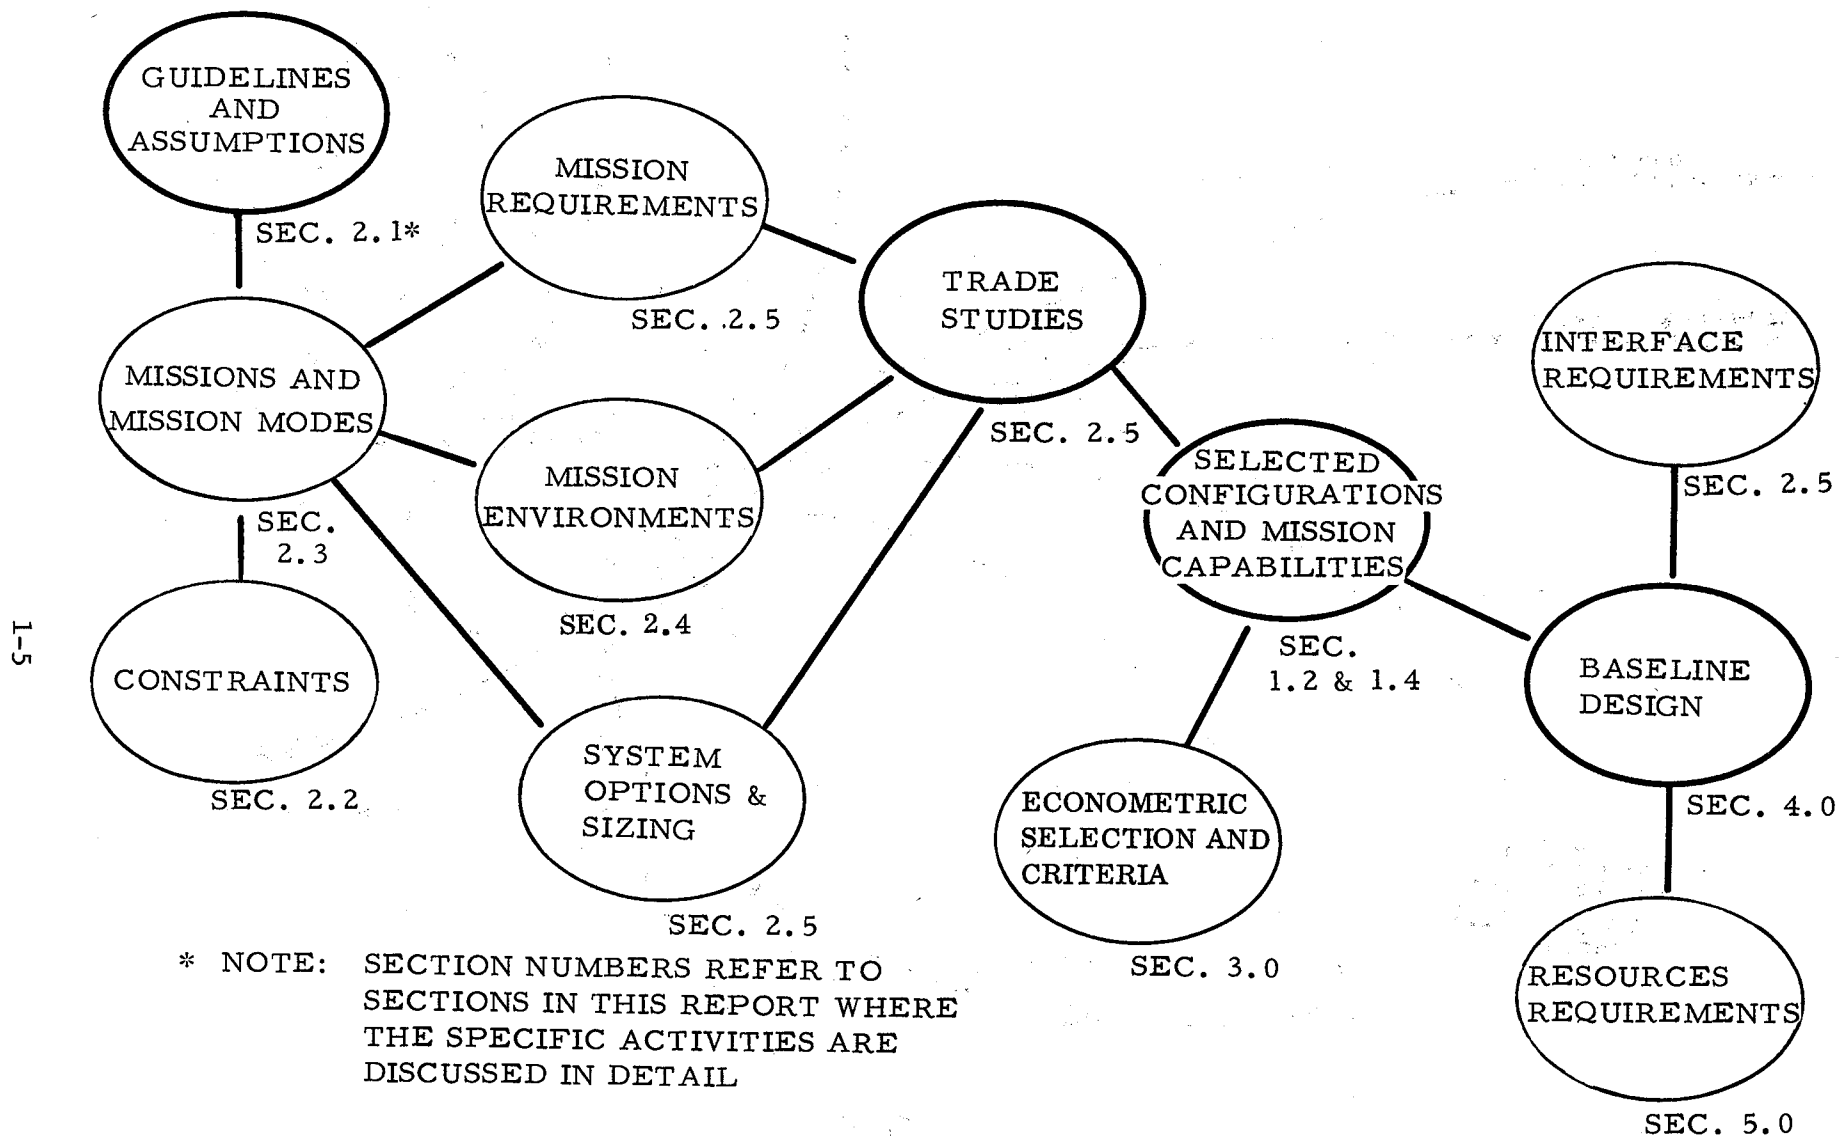 GUIDELINES
AND
ASSUMPTIONS
SEC. 2.1*
MISSION
REQUIREMENTS
SEC. 2.5
TRADE
STUDIES
SEC. 2.5
INTERFACE
REQUIREMENTS
SEC. 2.5
MISSIONS AND
MISSION MODES
SEC.
2.3
MISSION
ENVIRONMENTS
SEC. 2.4
SELECTED
CONFIGURATIONS
AND MISSION
CAPABILITIES
SEC.
1.2 & 1.4
CONSTRAINTS
SEC. 2.2
SYSTEM
OPTIONS &
SIZING
SEC. 2.5
ECONOMETRIC
SELECTION AND
CRITERIA
SEC. 3.0
BASELINE
DESIGN
SEC. 4.0
RESOURCES
REQUIREMENTS
SEC. 5.0
* NOTE: SECTION NUMBERS REFER TO
SECTIONS IN THIS REPORT WHERE
THE SPECIFIC ACTIVITIES ARE
DISCUSSED IN DETAIL
1-5